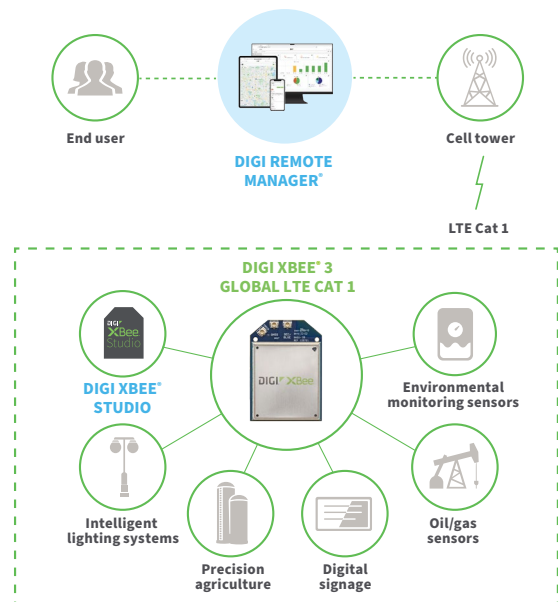 End user
DIGI REMOTE
MANAGER®
Cell tower
LTE Cat 1
DIGI XBEE® 3
GLOBAL LTE CAT 1
DIGI
XBee
Studio
DIGI XBEE®
STUDIO
DIGI XBee
Environmental
monitoring sensors
Intelligent
lighting systems
Oil/gas
sensors
Precision
agriculture
Digital
signage